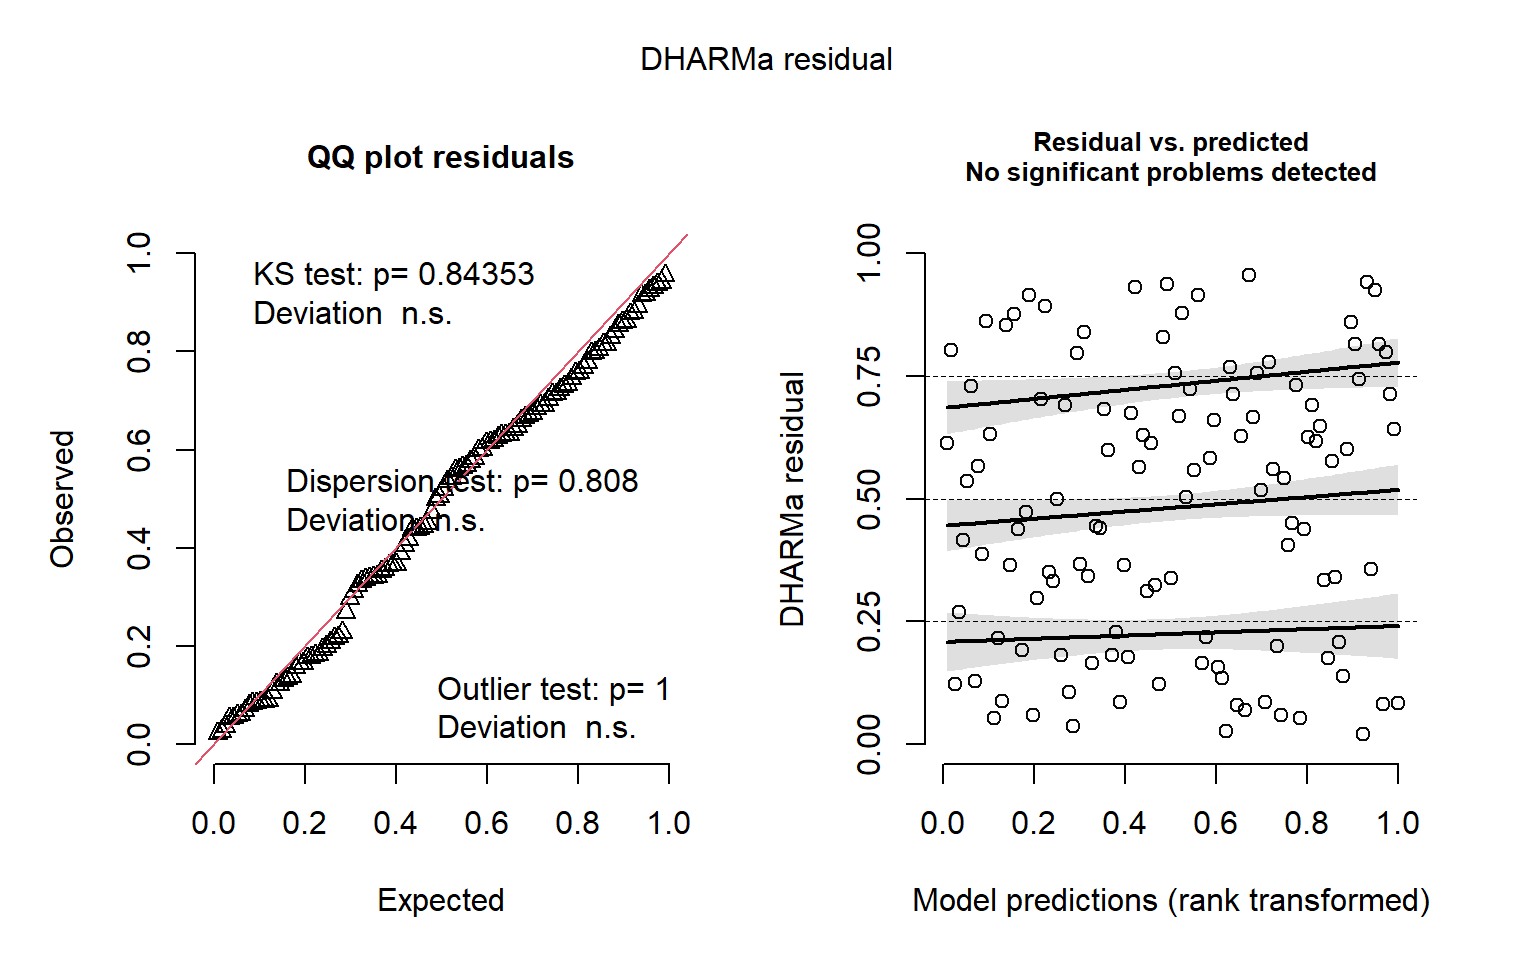 DHARMa residual
QQ plot residuals
KS test: p= 0.84353
Deviation  n.s.
Dispersion test: p= 0.808
Deviation  n.s.
Outlier test: p= 1
Deviation  n.s.
Observed
0.0 0.2 0.4 0.6 0.8 1.0
0.0 0.2 0.4 0.6 0.8 1.0
Expected
Residual vs. predicted
No significant problems detected
DHARMa residual
0.00 0.25 0.50 0.75 1.00
0.0 0.2 0.4 0.6 0.8 1.0
Model predictions (rank transformed)